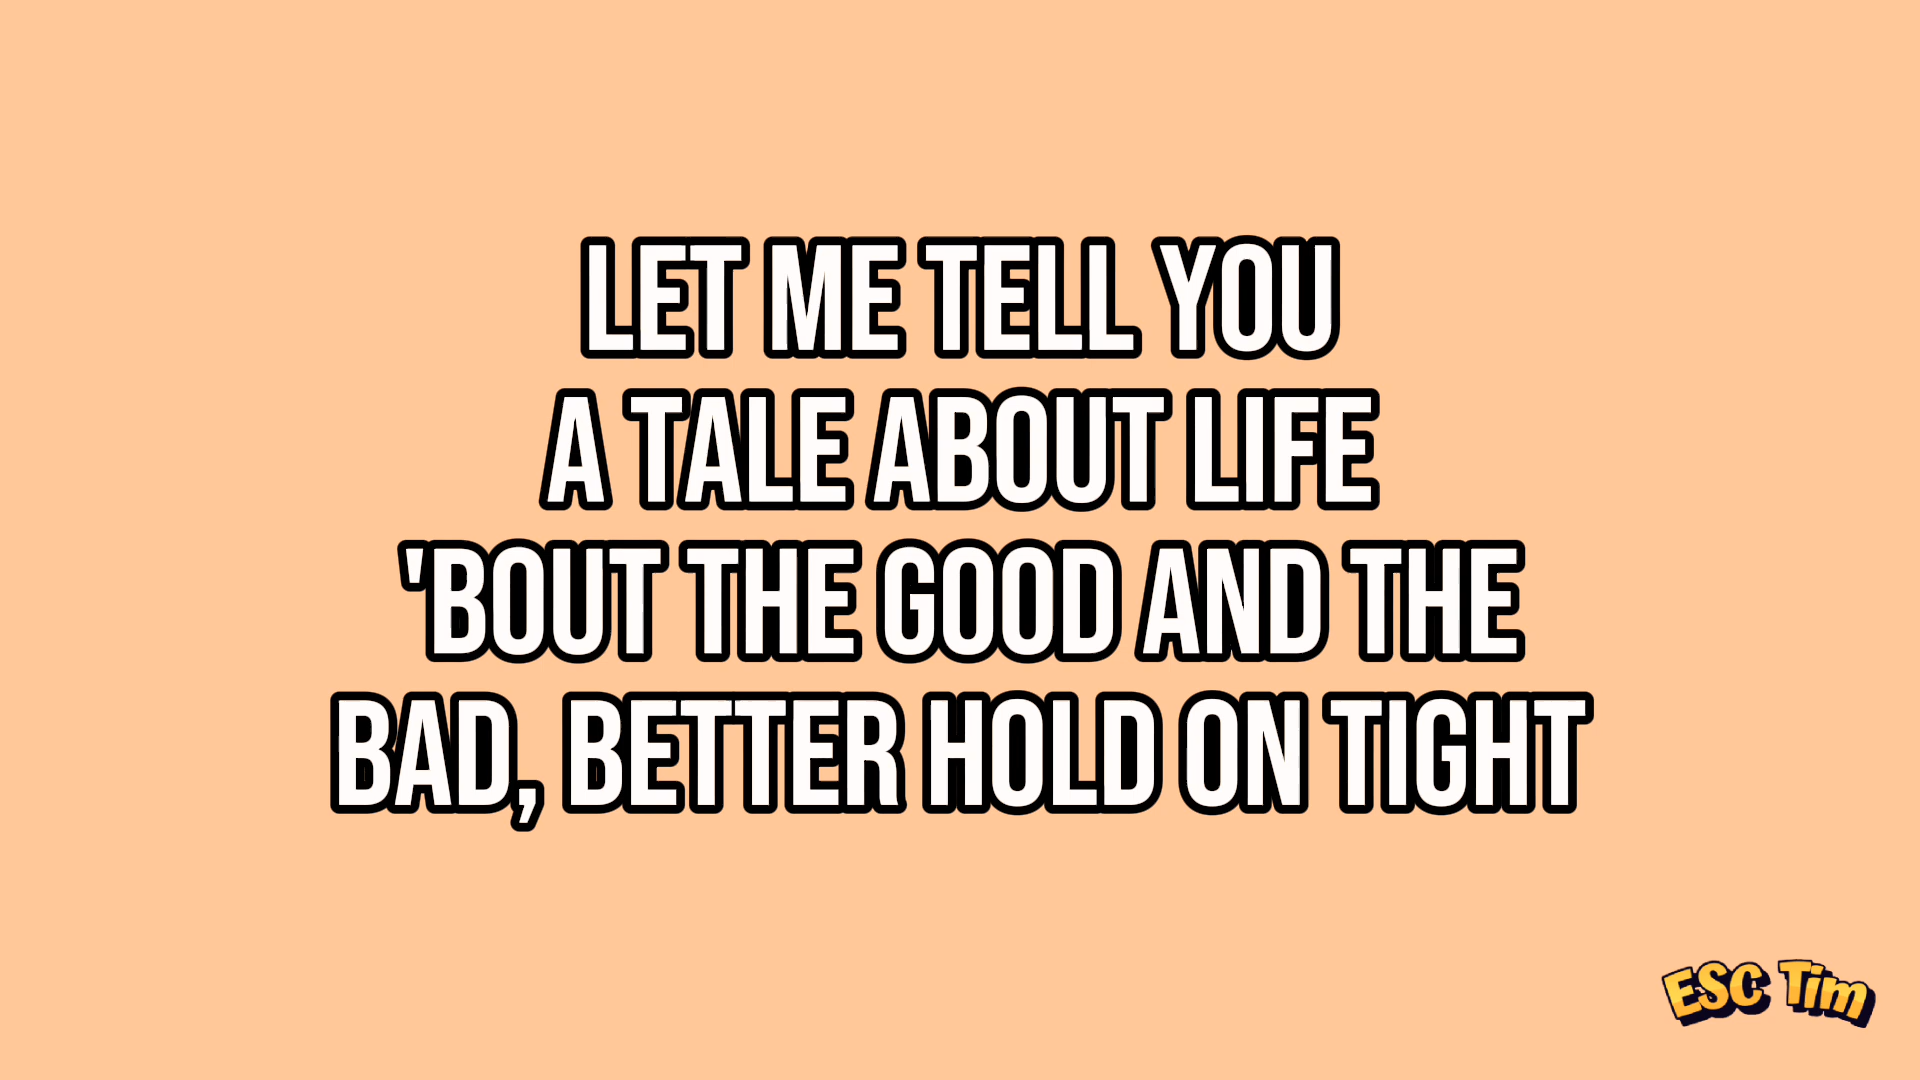 LET ME TELL YOU
A TALE ABOUT LIFE
'BOUT THE GOOD AND THE
BAD, BETTER HOLD ON TIGHT
ESC Tim